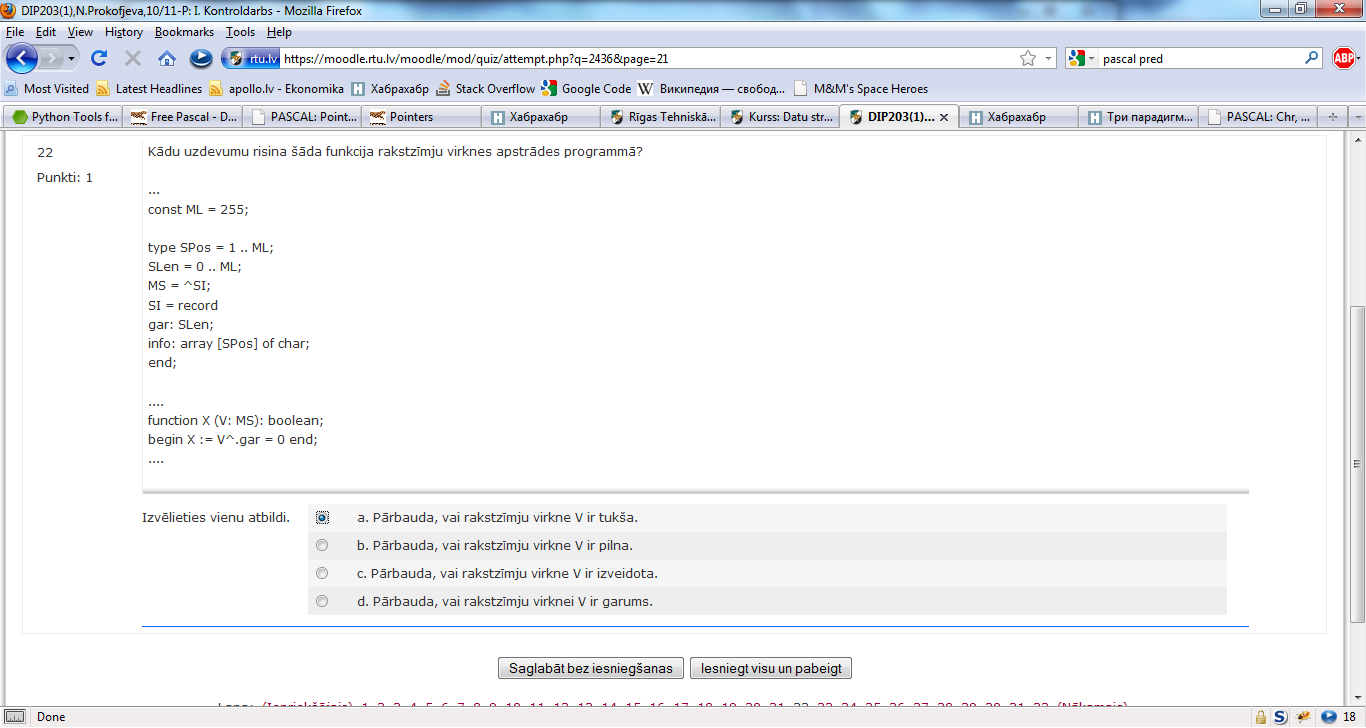 DIP203(1),N.Prokofjeva,10/11-P: I. Kontroldarbs - Mozilla Firefox
File Edit View History Bookmarks Tools Help
rtu.lv https://moodle.rtu.lv/moodle/mod/quiz/attempt.php?q=2436&page=21 pascal pred ABP
Most Visited Latest Headlines apollo.lv - Ekonomika Хабрахабр Stack Overflow Google Code Википедия — свобод... M&M's Space Heroes
Python Tools f... Free Pascal - D... PASCAL: Point... Pointers Хабрахабр Rīgas Tehniskā... Kurss: Datu str... DIP203(1)... Хабрахабр Три парадигм... PASCAL: Chr, ...
22 Kādu uzdevumu risina šāda funkcija rakstzīmju virknes apstrādes programmā?
Punkti: 1
...
const ML = 255;
type SPos = 1 .. ML;
SLen = 0 .. ML;
MS = ^SI;
SI = record
gar: SLen;
info: array [SPos] of char;
end;
....
function X (V: MS): boolean;
begin X := V^.gar = 0 end;
....
Izvēlieties vienu atbildi. a. Pārbauda, vai rakstzīmju virkne V ir tukša.
b. Pārbauda, vai rakstzīmju virkne V ir pilna.
c. Pārbauda, vai rakstzīmju virkne V ir izveidota.
d. Pārbauda, vai rakstzīmju virknei V ir garums.
Saglabāt bez iesniegšanas Iesniegt visu un pabeigt
Done 18